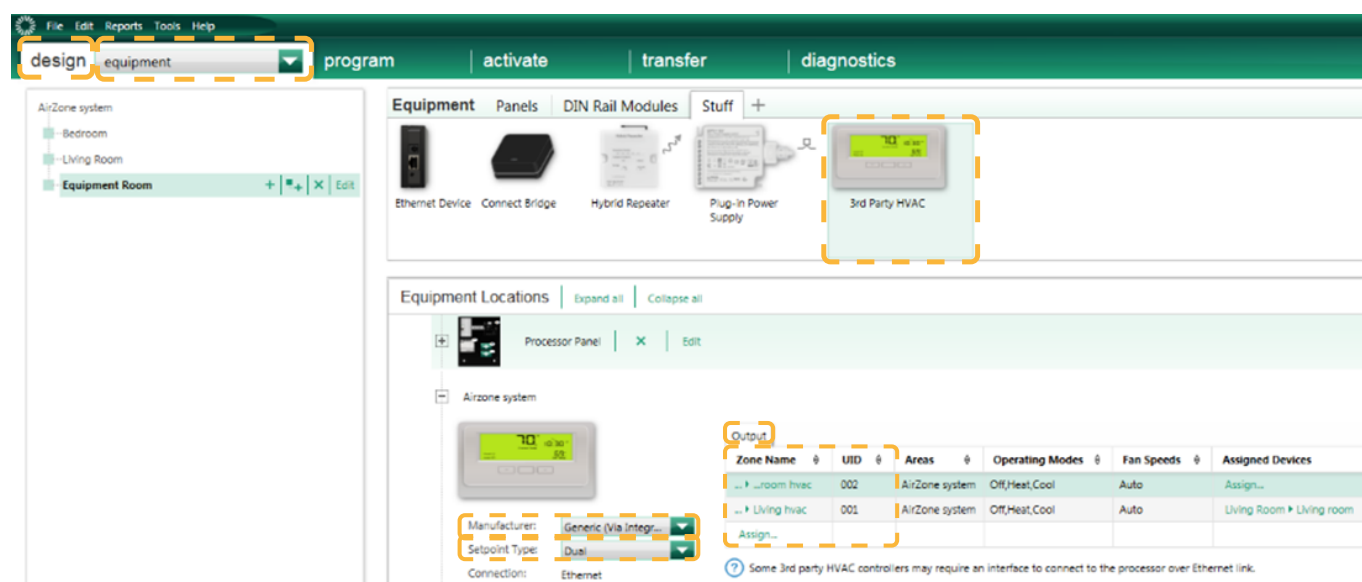 File Edit Reports Tools Help
design equipment program activate transfer diagnostics
AirZone system
Bedroom
Living Room
Equipment Room + + × Edit
Equipment Panels DIN Rail Modules Stuff +
Ethernet Device Connect Bridge Hybrid Repeater Plug-in Power Supply 3rd Party HVAC
Equipment Locations Expand all Collapse all
Processor Panel × Edit
Airzone system
70
Output
Zone Name UID Areas Operating Modes Fan Speeds Assigned Devices
... ...room hvac 002 AirZone system Off,Heat,Cool Auto Assign...
... Living hvac 001 AirZone system Off,Heat,Cool Auto Living Room Living room
Assign...
Manufacturer: Generic (Via Integr...
Setpoint Type: Dual
Connection: Ethernet
? Some 3rd party HVAC controllers may require an interface to connect to the processor over Ethernet link.